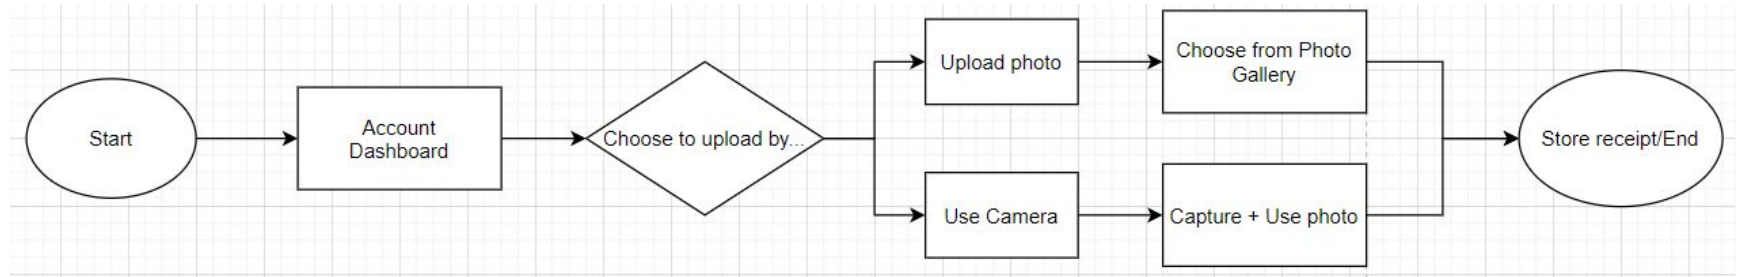 Start
Account
Dashboard
Choose to upload by...
Upload photo
Choose from Photo
Gallery
Use Camera
Capture + Use photo
Store receipt/End